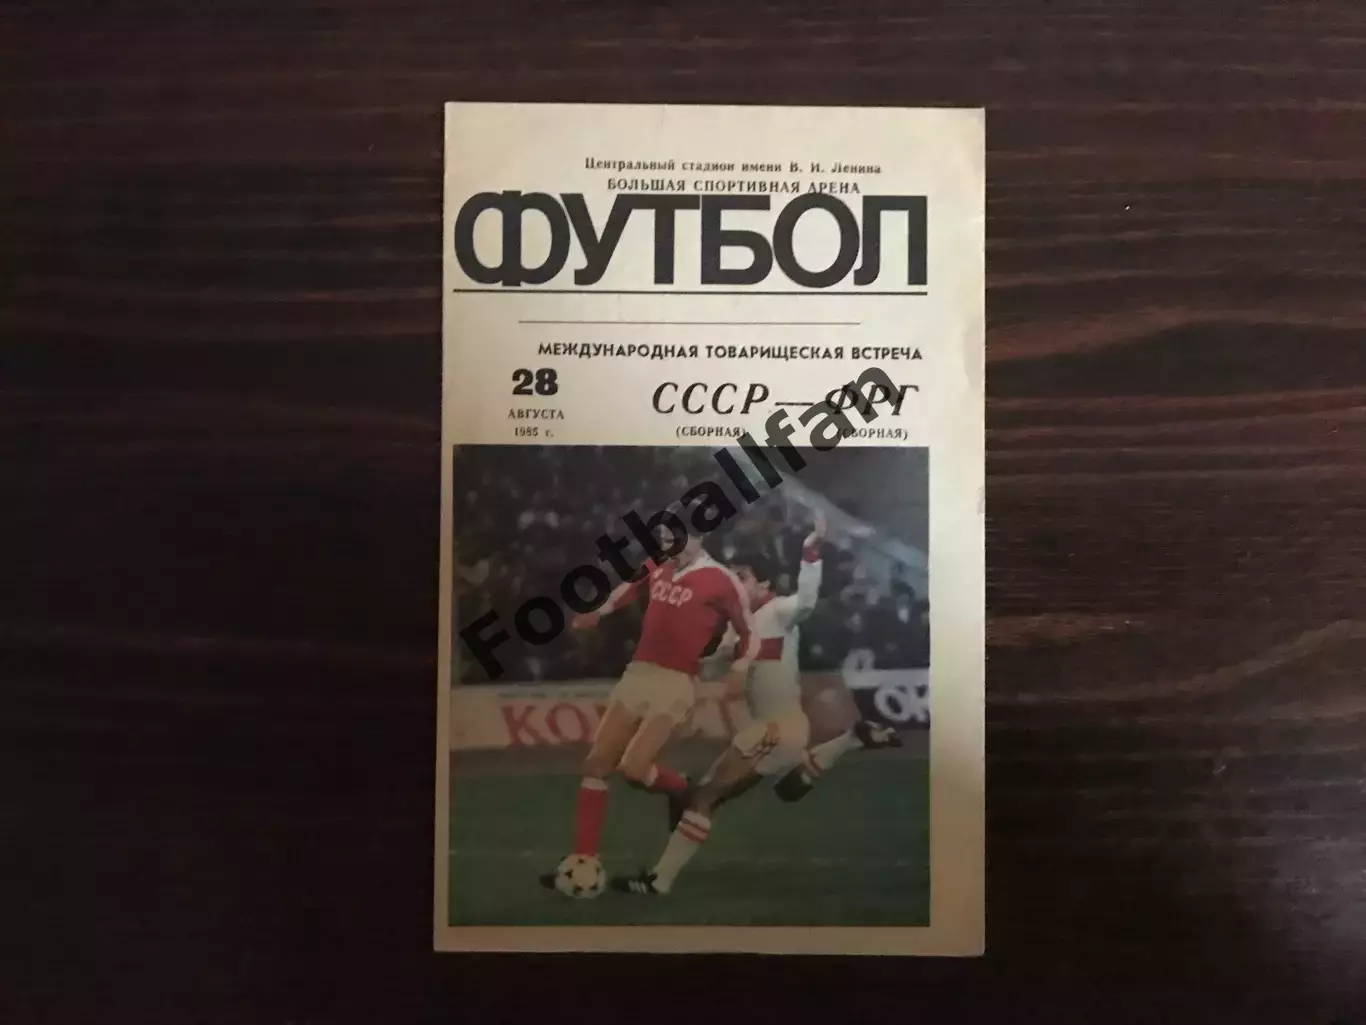 Центральный стадион имени В. И. Ленина
БОЛЬШАЯ СПОРТИВНАЯ АРЕНА
ФУТБОЛ
МЕЖДУНАРОДНАЯ ТОВАРИЩЕСКАЯ ВСТРЕЧА
28
АВГУСТА
1985 г.
СССР — ФРГ
(СБОРНАЯ) (СБОРНАЯ)
Footballfan
СССР